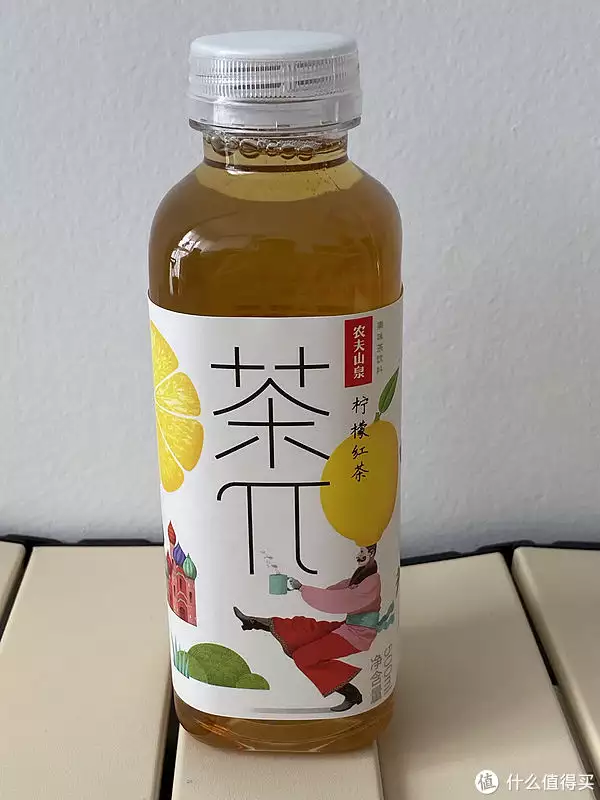 农夫山泉
果味茶饮料
柠檬红茶
茶
π
净含量
500ml
值 什么值得买